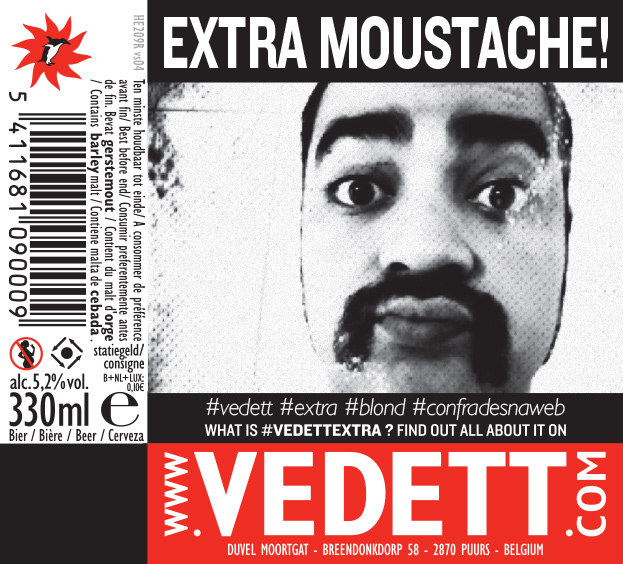 EXTRA MOUSTACHE!
HE209R vs04
Ten minste houdbaar tot einde/ A consommer de préférence
avant fin/ Best before end/ Consumir preferentemente antes
de fin. Bevat gerstemout / Contient du malt d'orge
/ Contains barley malt / Contiene malta de cebada.
5 411681 090009
statiegeld/
consigne
B+NL+LUX:
0,10€
alc.5,2%vol.
330ml e
Bier / Bière / Beer / Cerveza
#vedett #extra #blond #confradesnaweb
WHAT IS #VEDETTEXTRA ? FIND OUT ALL ABOUT IT ON
WWW.VEDETT.COM
DUVEL MOORTGAT - BREENDONKDORP 58 - 2870 PUURS - BELGIUM